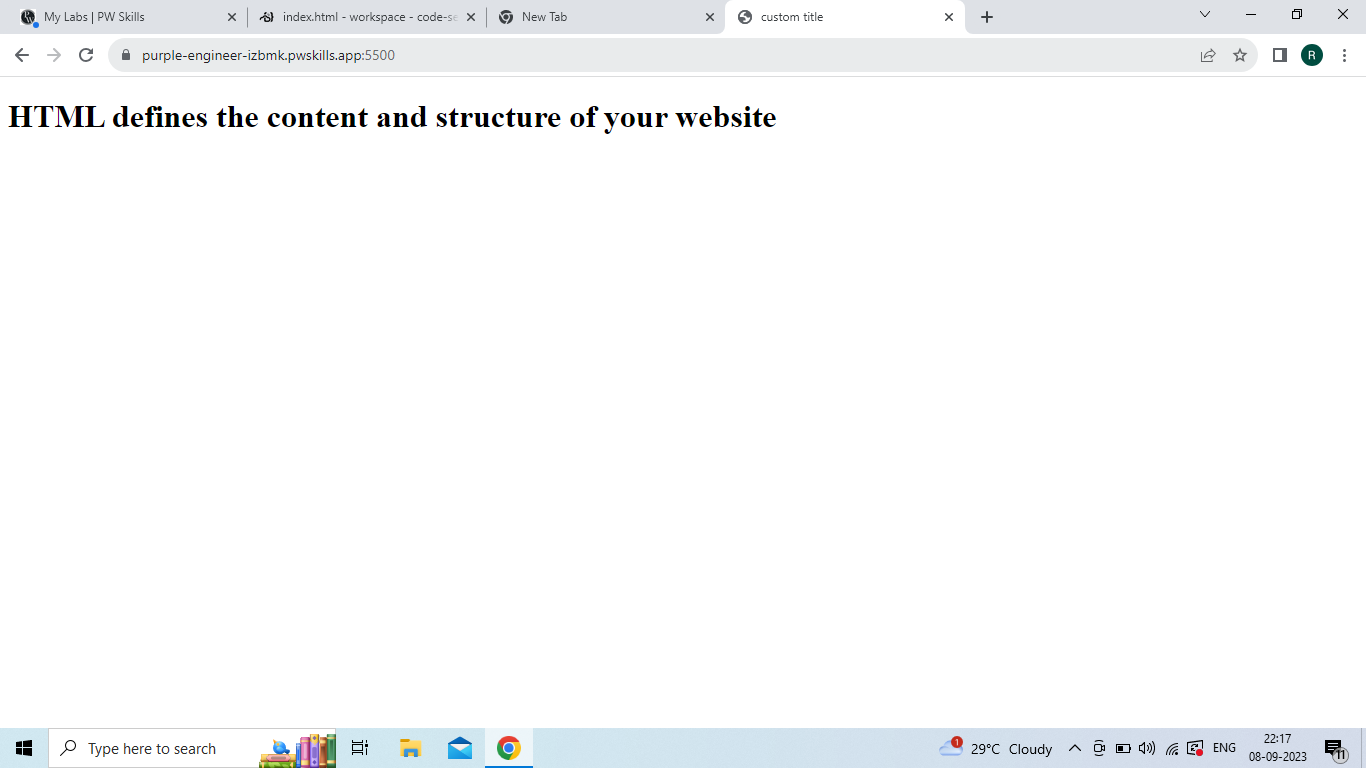 My Labs | PW Skills
index.html - workspace - code-se
New Tab
custom title
purple-engineer-izbmk.pwskills.app:5500
R
HTML defines the content and structure of your website
Type here to search
1
29°C Cloudy
ENG
22:17
08-09-2023
11